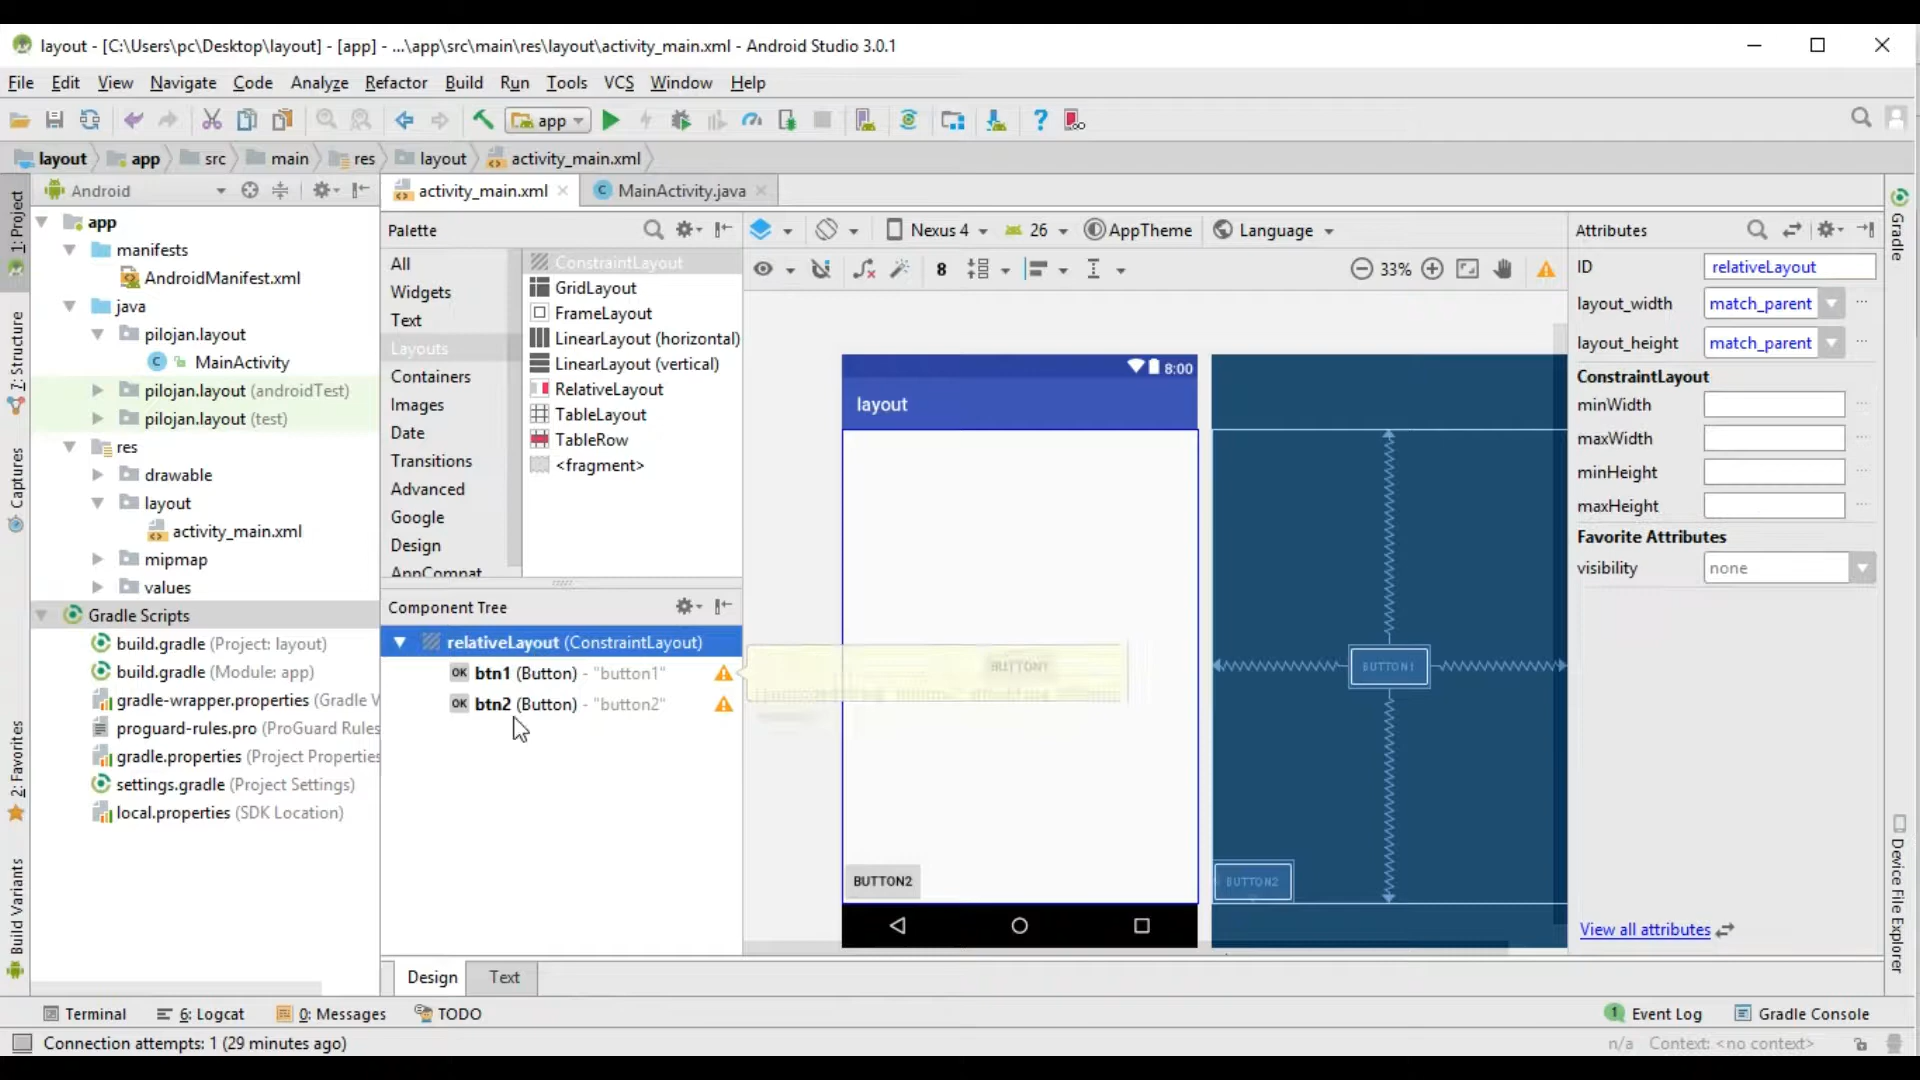 layout - [C:\Users\pc\Desktop\layout] - [app] - ...\app\src\main\res\layout\activity_main.xml - Android Studio 3.0.1
File Edit View Navigate Code Analyze Refactor Build Run Tools VCS Window Help
app
layout app src main res layout activity_main.xml
Android
activity_main.xml
MainActivity.java
1: Project
7: Structure
Captures
2: Favorites
Build Variants
app
manifests
AndroidManifest.xml
java
pilojan.layout
MainActivity
pilojan.layout (androidTest)
pilojan.layout (test)
res
drawable
layout
activity_main.xml
mipmap
values
Gradle Scripts
build.gradle (Project: layout)
build.gradle (Module: app)
gradle-wrapper.properties (Gradle V
proguard-rules.pro (ProGuard Rules
gradle.properties (Project Properties
settings.gradle (Project Settings)
local.properties (SDK Location)
Palette
All
Widgets
Text
Layouts
Containers
Images
Date
Transitions
Advanced
Google
Design
AppCompat
ConstraintLayout
GridLayout
FrameLayout
LinearLayout (horizontal)
LinearLayout (vertical)
RelativeLayout
TableLayout
TableRow
<fragment>
Component Tree
relativeLayout (ConstraintLayout)
OK btn1 (Button) - "button1"
OK btn2 (Button) - "button2"
Nexus 4 26 AppTheme Language
8
33%
8:00
layout
BUTTON1
BUTTON2
BUTTON1
BUTTON2
Attributes
ID relativeLayout
layout_width match_parent ...
layout_height match_parent ...
ConstraintLayout
minWidth ...
maxWidth ...
minHeight ...
maxHeight ...
Favorite Attributes
visibility none
View all attributes
Gradle
Device File Explorer
Design Text
Terminal 6: Logcat 0: Messages TODO
1 Event Log Gradle Console
Connection attempts: 1 (29 minutes ago)
n/a Context: <no context>